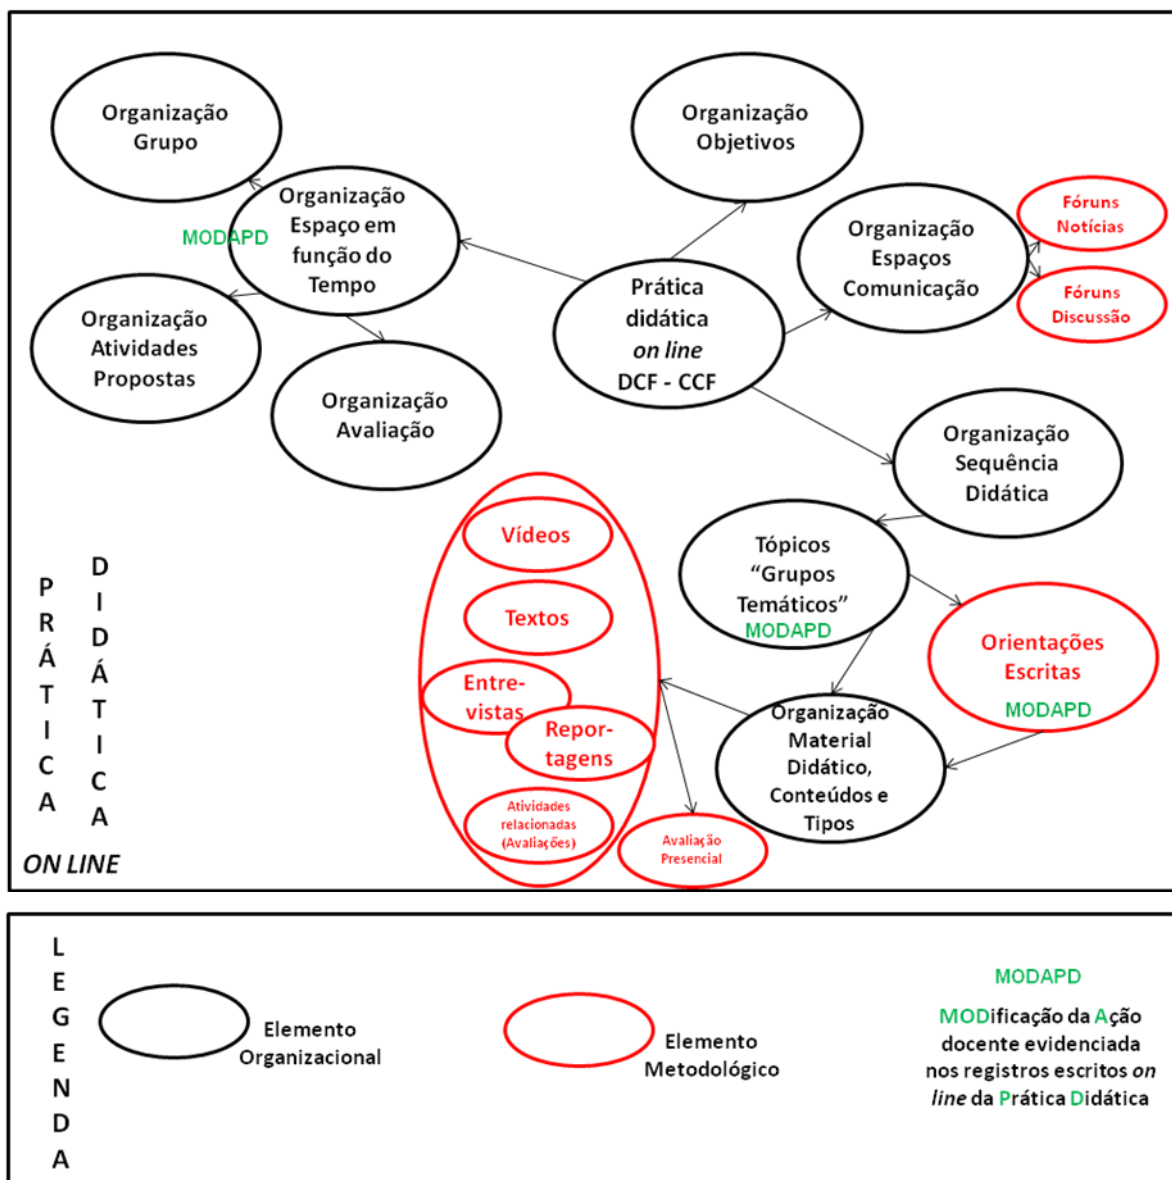 Organização
Grupo
Organização
Objetivos
Organização
Espaço em
função do
Tempo
MODAPD
Organização
Espaços
Comunicação
Fóruns
Notícias
Fóruns
Discussão
Prática
didática
on line
DCF - CCF
Organização
Atividades
Propostas
Organização
Avaliação
Organização
Sequência
Didática
Vídeos
Textos
Entre-
vistas
Repor-
tagens
Atividades
relacionadas
(Avaliações)
Tópicos
“Grupos
Temáticos”
MODAPD
Orientações
Escritas
MODAPD
Organização
Material
Didático,
Conteúdos e
Tipos
Avaliação
Presencial
PRÁTICA
DIDÁTICA
ON LINE
LEGENDA
Elemento
Organizacional
Elemento
Metodológico
MODAPD
MODificação da Ação
docente evidenciada
nos registros escritos on
line da Prática Didática